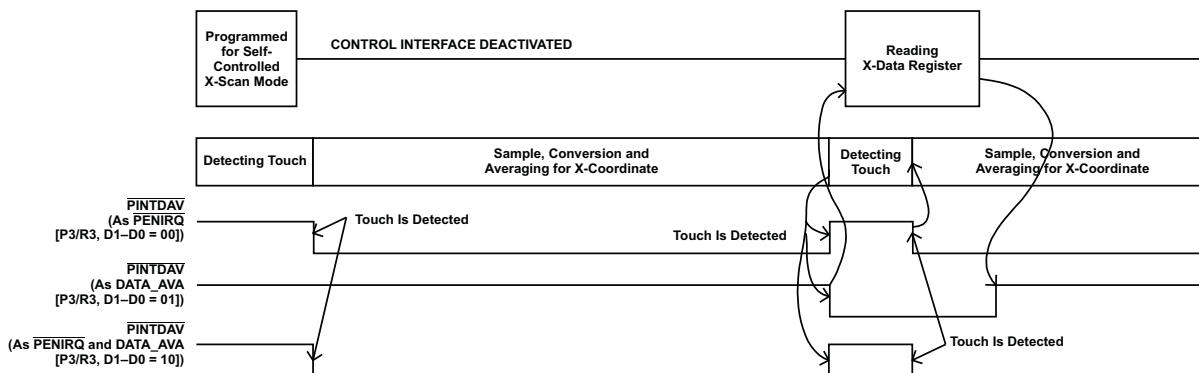 Programmed
for Self-
Controlled
X-Scan Mode
CONTROL INTERFACE DEACTIVATED
Reading
X-Data Register
Detecting Touch
Sample, Conversion and
Averaging for X-Coordinate
Detecting
Touch
Sample, Conversion and
Averaging for X-Coordinate
PINTDAV
(As PENIRQ
[P3/R3, D1–D0 = 00])
Touch Is Detected
Touch Is Detected
PINTDAV
(As DATA_AVA
[P3/R3, D1–D0 = 01])
PINTDAV
(As PENIRQ and DATA_AVA
[P3/R3, D1–D0 = 10])
Touch Is Detected